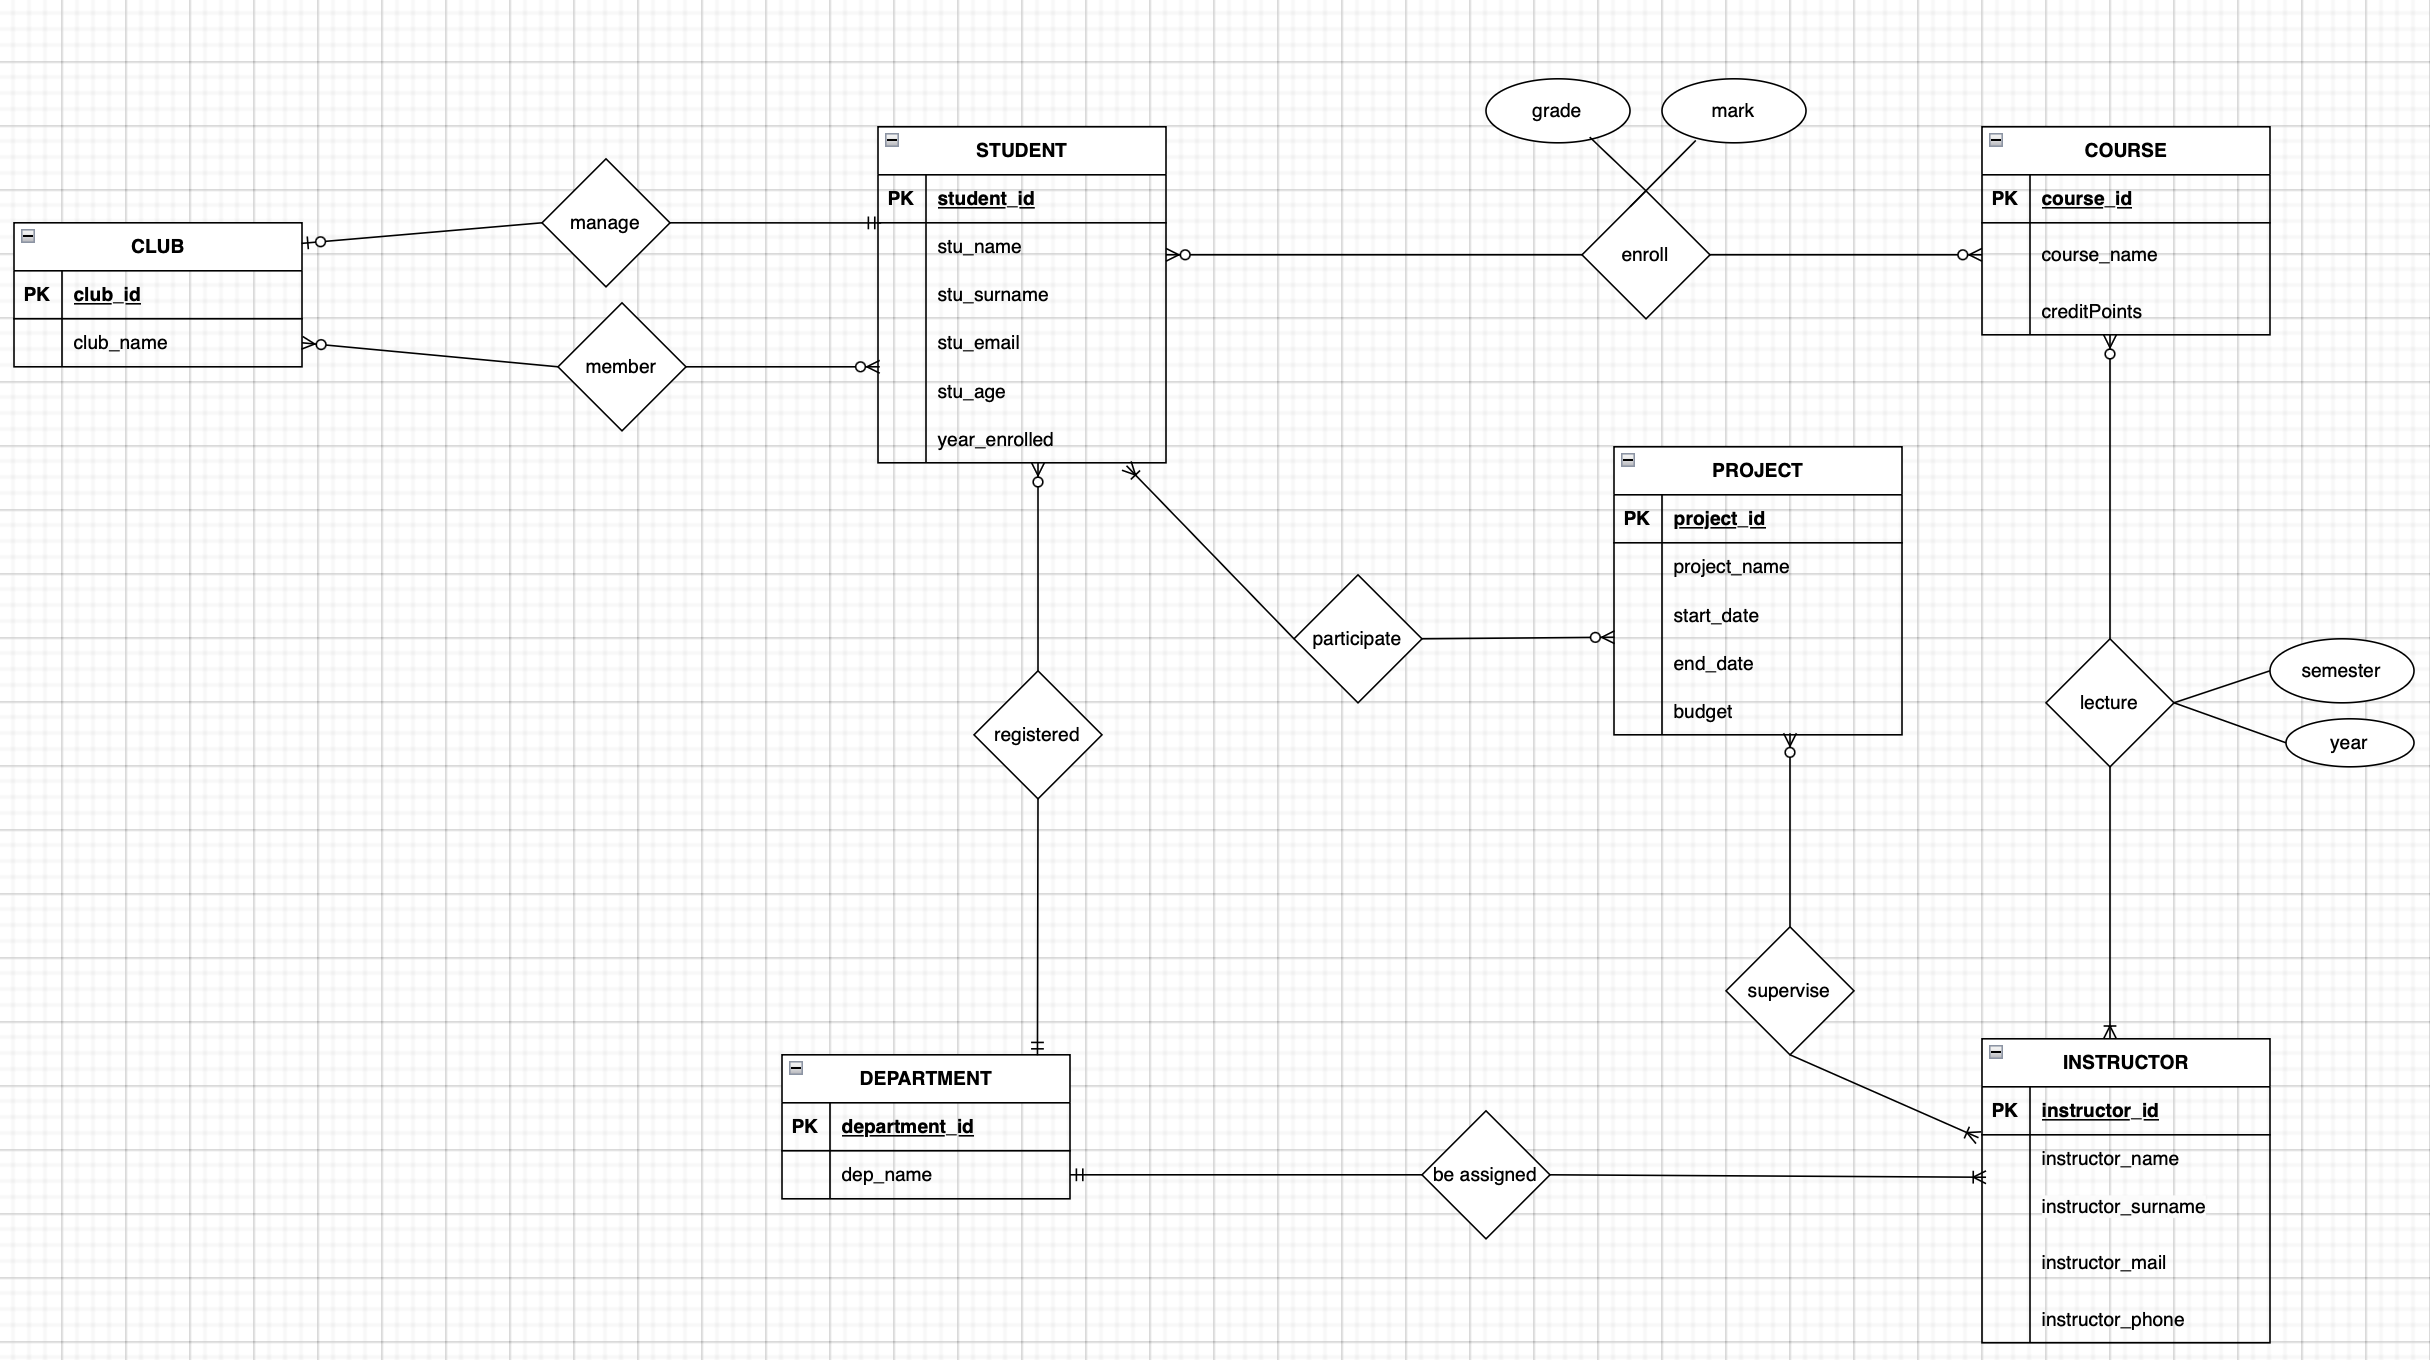 grade
mark
STUDENT
PK student_id
stu_name
stu_surname
stu_email
stu_age
year_enrolled
COURSE
PK course_id
course_name
creditPoints
manage
CLUB
PK club_id
club_name
member
enroll
PROJECT
PK project_id
project_name
start_date
end_date
budget
participate
registered
lecture
semester
year
supervise
DEPARTMENT
PK department_id
dep_name
be assigned
INSTRUCTOR
PK instructor_id
instructor_name
instructor_surname
instructor_mail
instructor_phone